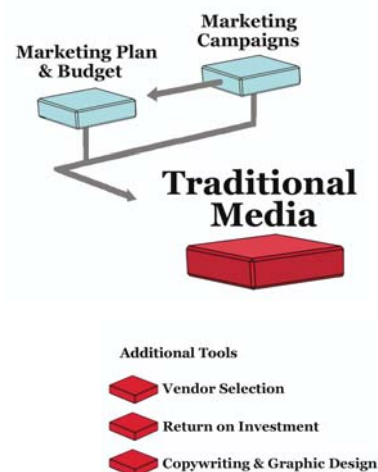 Marketing
Campaigns
Marketing Plan
& Budget
Traditional
Media
Additional Tools
Vendor Selection
Return on Investment
Copywriting & Graphic Design